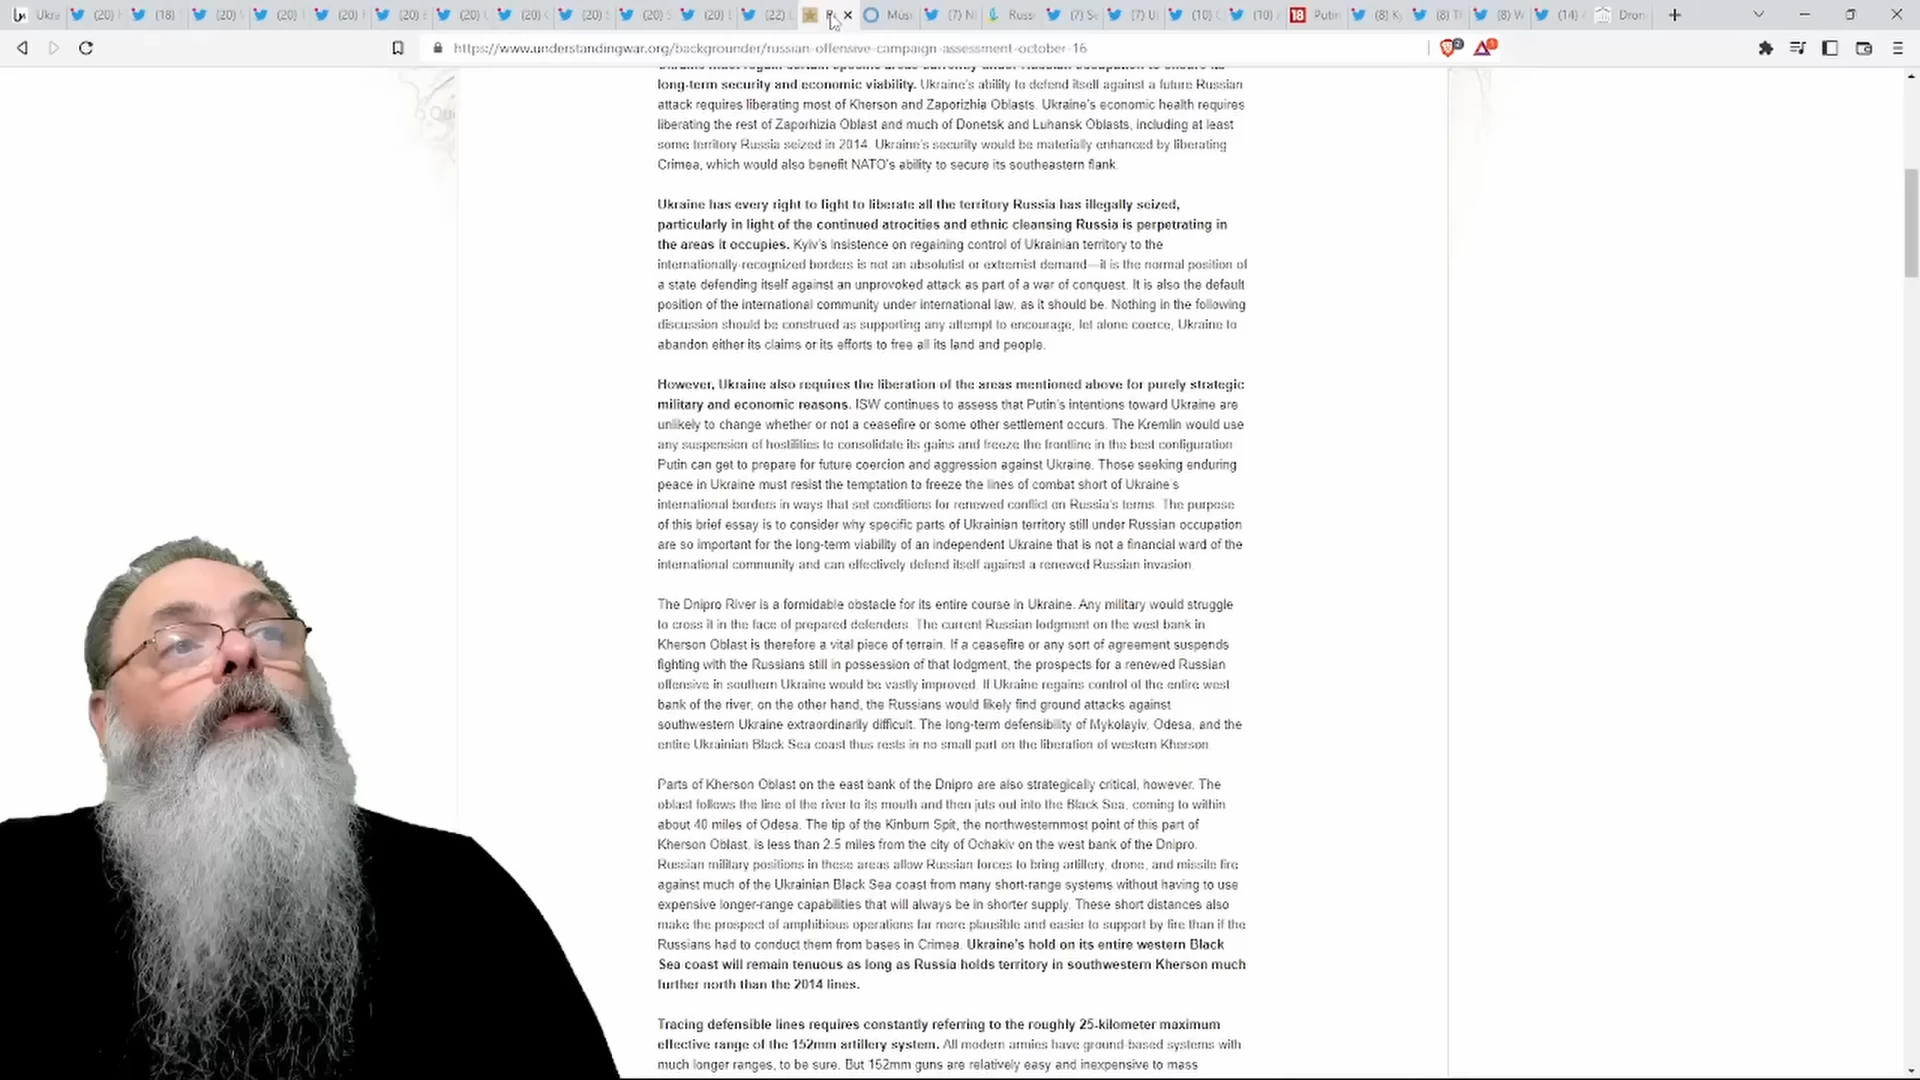 Ukra
(20)
(18)
(20)
(20)
(20)
(20)
(20)
(20)
(20)
(20)
(20)
(22)
Mus
(7) N
Russ
(7) S
(7) U
(10)
(10)
18 Putin
(8) K
(8) T
(8) W
(14)
Dron
https://www.understandingwar.org/backgrounder/russian-offensive-campaign-assessment-october-16
long-term security and economic viability. Ukraine's ability to defend itself against a future Russian
attack requires liberating most of Kherson and Zaporizhia Oblasts. Ukraine's economic health requires
liberating the rest of Zaporhizia Oblast and much of Donetsk and Luhansk Oblasts, including at least
some territory Russia seized in 2014. Ukraine's security would be materially enhanced by liberating
Crimea, which would also benefit NATO's ability to secure its southeastern flank.
Ukraine has every right to fight to liberate all the territory Russia has illegally seized,
particularly in light of the continued atrocities and ethnic cleansing Russia is perpetrating in
the areas it occupies. Kyiv's insistence on regaining control of Ukrainian territory to the
internationally-recognized borders is not an absolutist or extremist demand—it is the normal position of
a state defending itself against an unprovoked attack as part of a war of conquest. It is also the default
position of the international community under international law, as it should be. Nothing in the following
discussion should be construed as supporting any attempt to encourage, let alone coerce, Ukraine to
abandon either its claims or its efforts to free all its land and people.
However, Ukraine also requires the liberation of the areas mentioned above for purely strategic
military and economic reasons. ISW continues to assess that Putin's intentions toward Ukraine are
unlikely to change whether or not a ceasefire or some other settlement occurs. The Kremlin would use
any suspension of hostilities to consolidate its gains and freeze the frontline in the best configuration
Putin can get to prepare for future coercion and aggression against Ukraine. Those seeking enduring
peace in Ukraine must resist the temptation to freeze the lines of combat short of Ukraine's
international borders in ways that set conditions for renewed conflict on Russia's terms. The purpose
of this brief essay is to consider why specific parts of Ukrainian territory still under Russian occupation
are so important for the long-term viability of an independent Ukraine that is not a financial ward of the
international community and can effectively defend itself against a renewed Russian invasion.
The Dnipro River is a formidable obstacle for its entire course in Ukraine. Any military would struggle
to cross it in the face of prepared defenders. The current Russian lodgment on the west bank in
Kherson Oblast is therefore a vital piece of terrain. If a ceasefire or any sort of agreement suspends
fighting with the Russians still in possession of that lodgment, the prospects for a renewed Russian
offensive in southern Ukraine would be vastly improved. If Ukraine regains control of the entire west
bank of the river, on the other hand, the Russians would likely find ground attacks against
southwestern Ukraine extraordinarily difficult. The long-term defensibility of Mykolayiv, Odesa, and the
entire Ukrainian Black Sea coast thus rests in no small part on the liberation of western Kherson.
Parts of Kherson Oblast on the east bank of the Dnipro are also strategically critical, however. The
oblast follows the line of the river to its mouth and then juts out into the Black Sea, coming to within
about 40 miles of Odesa. The tip of the Kinburn Spit, the northwesternmost point of this part of
Kherson Oblast, is less than 2.5 miles from the city of Ochakiv on the west bank of the Dnipro.
Russian military positions in these areas allow Russian forces to bring artillery, drone, and missile fire
against much of the Ukrainian Black Sea coast from many short-range systems without having to use
expensive longer-range capabilities that will always be in shorter supply. These short distances also
make the prospect of amphibious operations far more plausible and easier to support by fire than if the
Russians had to conduct them from bases in Crimea. Ukraine's hold on its entire western Black
Sea coast will remain tenuous as long as Russia holds territory in southwestern Kherson much
further north than the 2014 lines.
Tracing defensible lines requires constantly referring to the roughly 25-kilometer maximum
effective range of the 152mm artillery system. All modern armies have ground-based systems with
much longer ranges, to be sure. But 152mm guns are relatively easy and inexpensive to mass